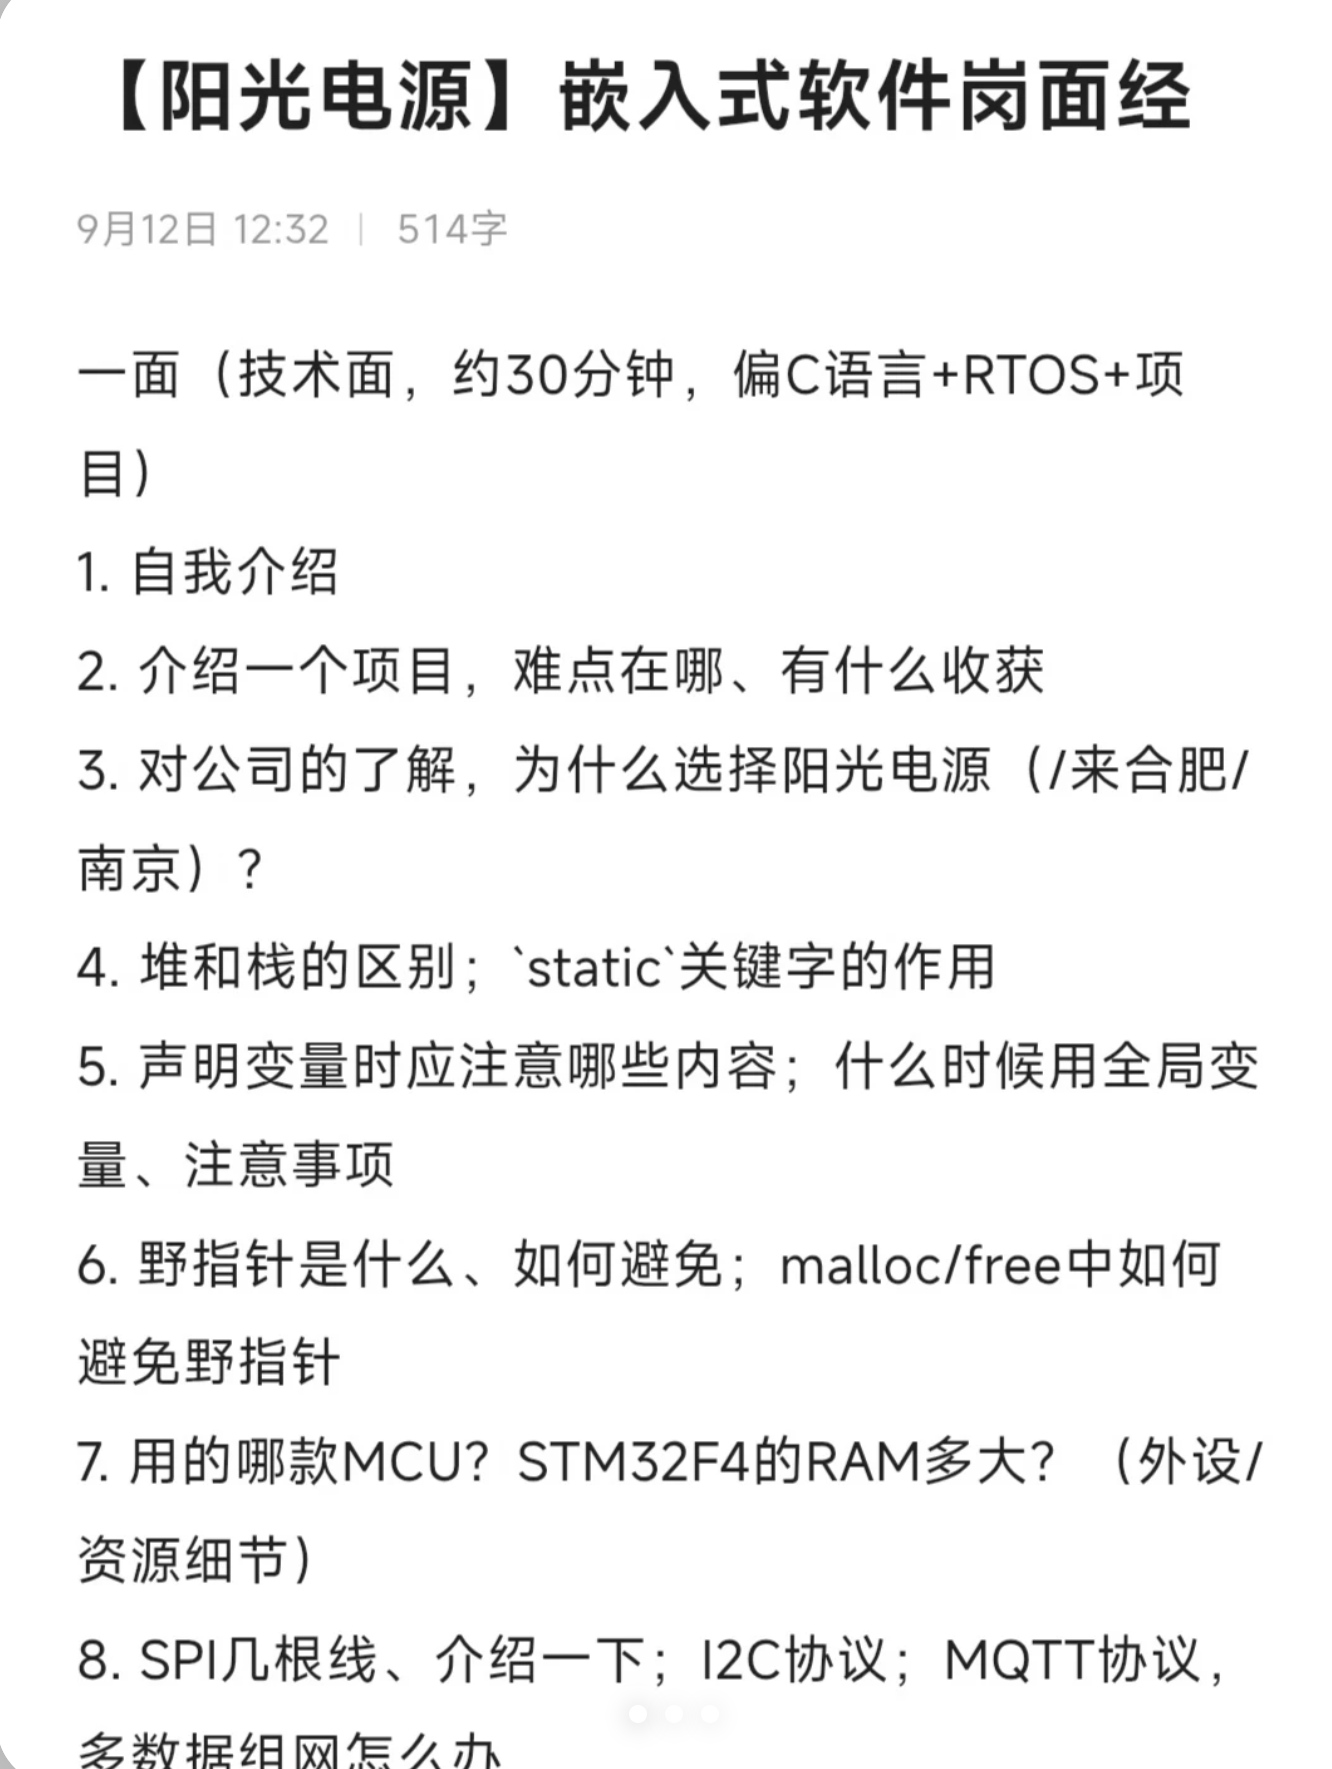 【阳光电源】嵌入式软件岗面经
9月12日 12:32 | 514字
一面（技术面，约30分钟，偏C语言+RTOS+项
目）
1. 自我介绍
2. 介绍一个项目，难点在哪、有什么收获
3. 对公司的了解，为什么选择阳光电源（/来合肥/
南京）？
4. 堆和栈的区别；`static`关键字的作用
5. 声明变量时应注意哪些内容；什么时候用全局变
量、注意事项
6. 野指针是什么、如何避免；malloc/free中如何
避免野指针
7. 用的哪款MCU？STM32F4的RAM多大？（外设/
资源细节）
8. SPI几根线、介绍一下；I2C协议；MQTT协议，
多数据组网怎么办